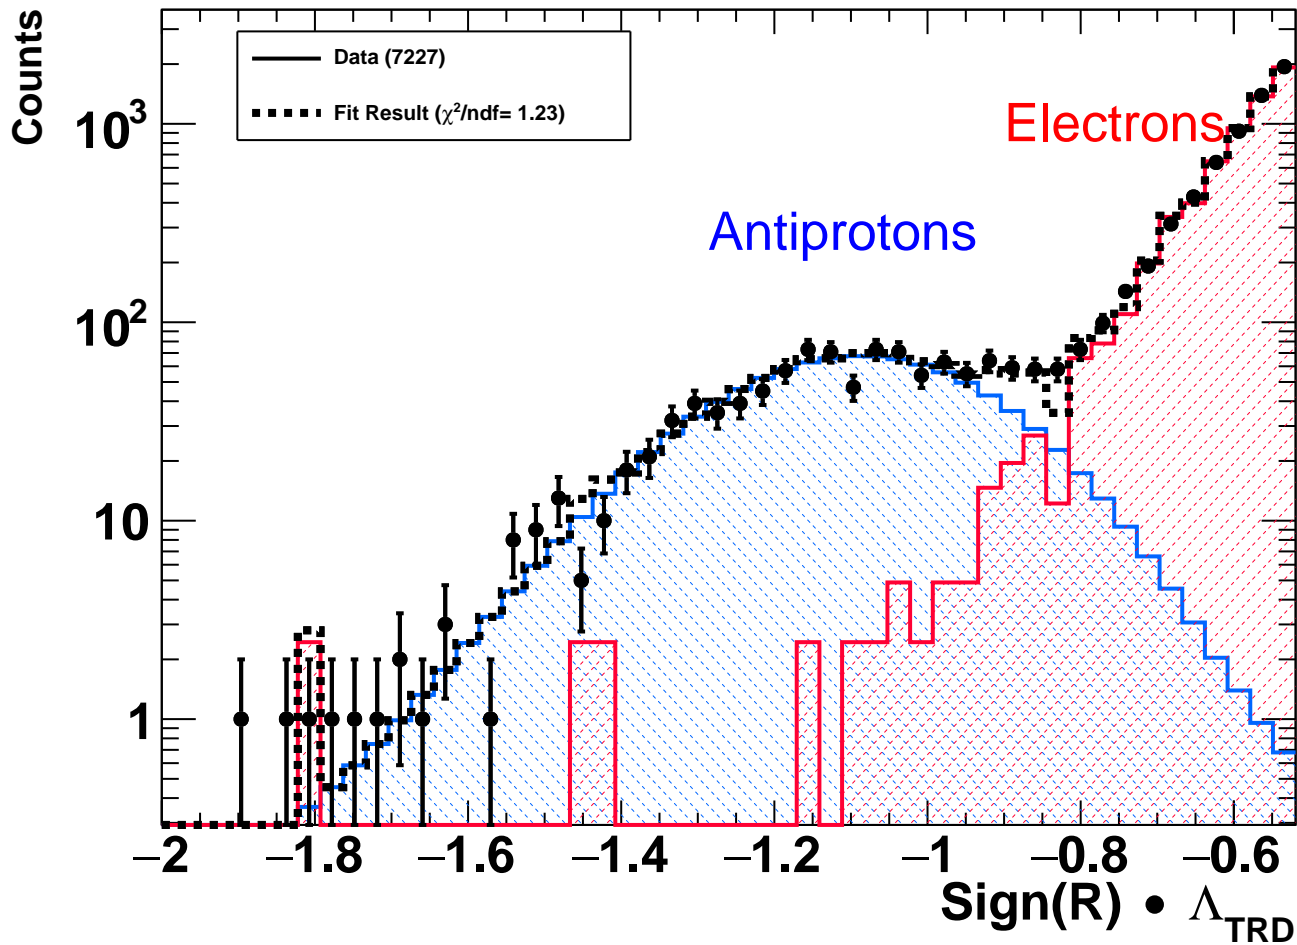 Counts
Data (7227)
Fit Result (χ²/ndf= 1.23)
Electrons
Antiprotons
10³
10²
10
1
−2 −1.8 −1.6 −1.4 −1.2 −1 −0.8 −0.6
Sign(R) • Λ_TRD